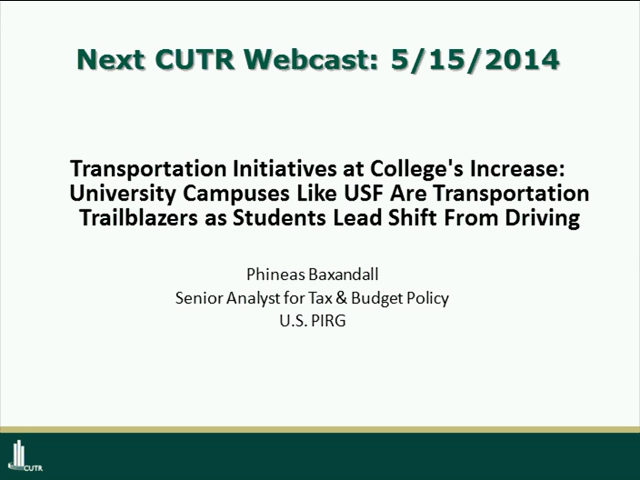 Next CUTR Webcast: 5/15/2014
Transportation Initiatives at College's Increase:
University Campuses Like USF Are Transportation
Trailblazers as Students Lead Shift From Driving
Phineas Baxandall
Senior Analyst for Tax & Budget Policy
U.S. PIRG
CUTR